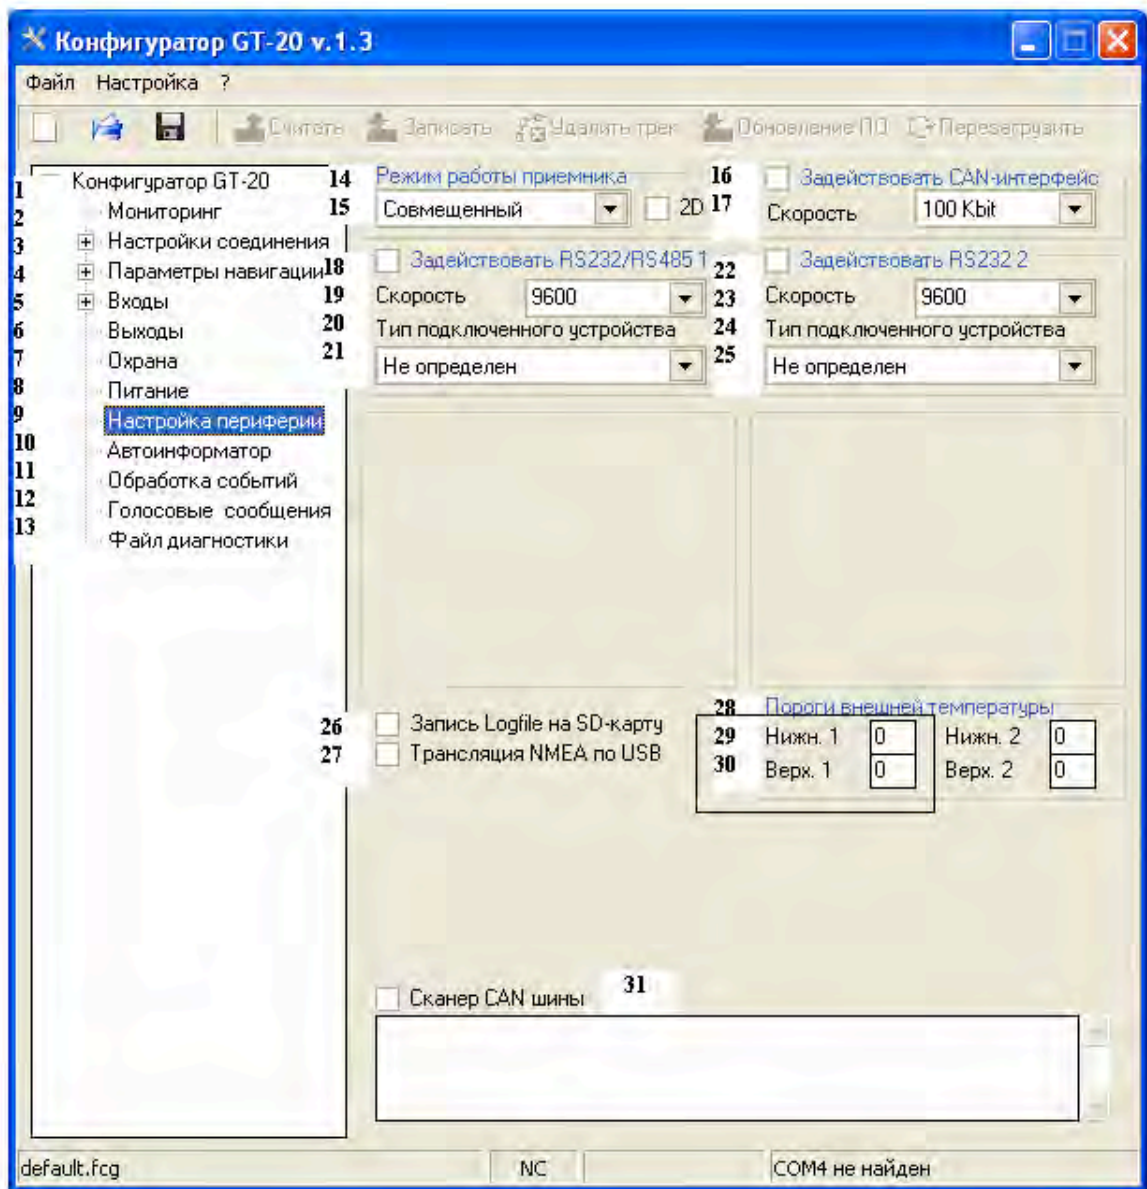 Конфигуратор GT-20 v.1.3
Файл Настройка ?
Считать Записать Удалить трек Обновление ПО Перезагрузить
1 Конфигуратор GT-20
2 Мониторинг
3 Настройки соединения
4 Параметры навигации
5 Входы
6 Выходы
7 Охрана
8 Питание
9 Настройка периферии
10 Автоинформатор
11 Обработка событий
12 Голосовые сообщения
13 Файл диагностики
14 Режим работы приемника
15 Совмещенный 2D
16 Задействовать CAN-интерфейс
17 Скорость 100 Kbit
18 Задействовать RS232/RS485 1
19 Скорость 9600
20 Тип подключенного устройства
21 Не определен
22 Задействовать RS232 2
23 Скорость 9600
24 Тип подключенного устройства
25 Не определен
26 Запись Logfile на SD-карту
27 Трансляция NMEA по USB
28 Пороги внешней температуры
29 Нижн. 1 0 Нижн. 2 0
30 Верх. 1 0 Верх. 2 0
Сканер CAN шины 31
default.fcg NC COM4 не найден